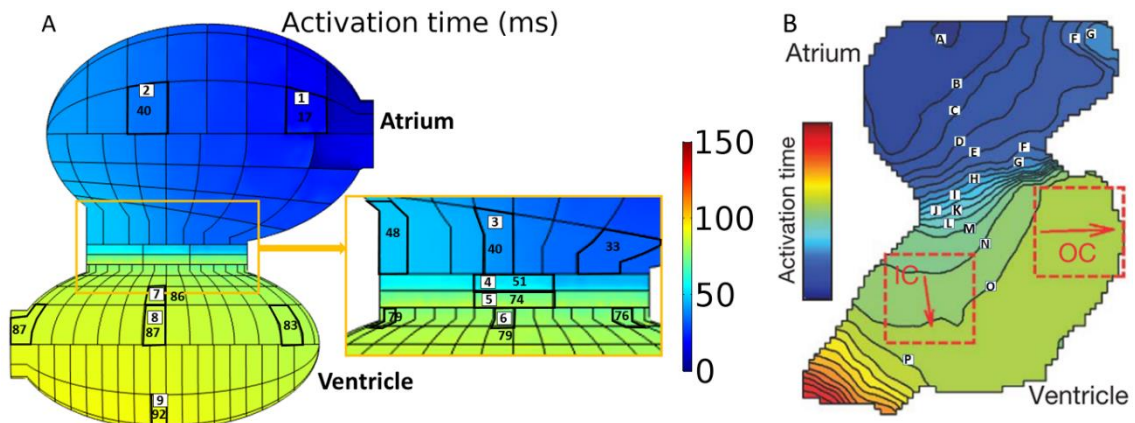 A
Activation time (ms)
2
40
1
17
Atrium
150
100
50
0
48
3
40
33
4
51
5
74
79
6
76
79
7
86
87
8
87
83
Ventricle
9
92
B
Atrium
A
F
G
B
C
D
E
F
G
H
I
J
K
L
M
N
O
P
Activation time
IC
OC
Ventricle